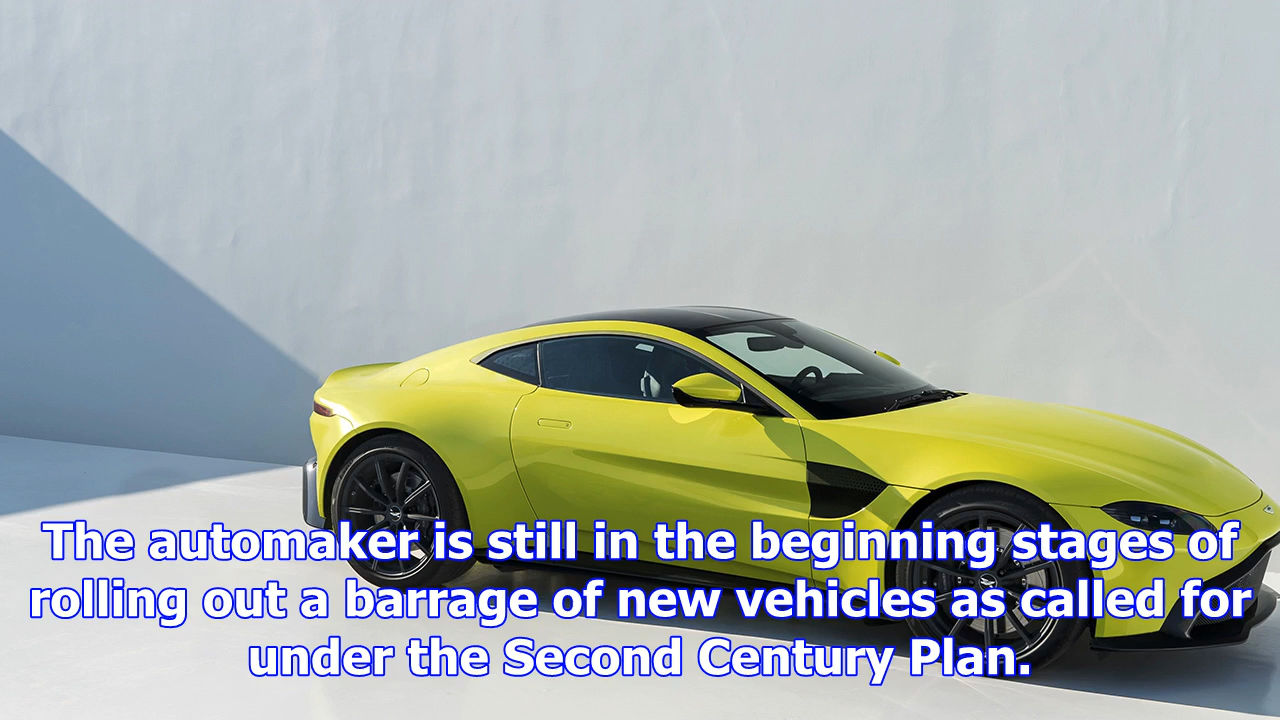 The automaker is still in the beginning stages of
rolling out a barrage of new vehicles as called for
under the Second Century Plan.